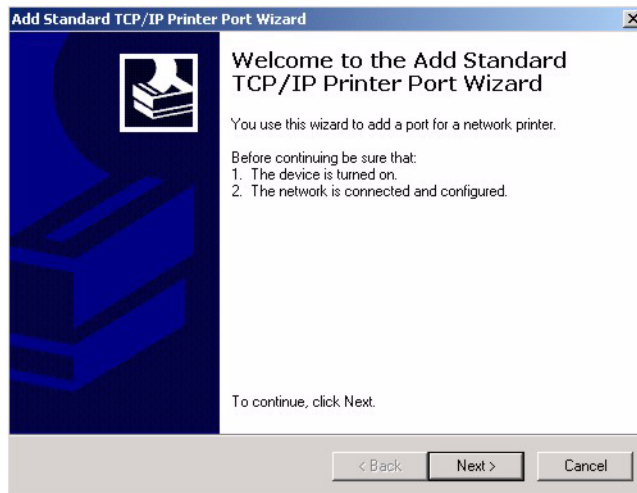 Add Standard TCP/IP Printer Port Wizard
Welcome to the Add Standard
TCP/IP Printer Port Wizard
You use this wizard to add a port for a network printer.
Before continuing be sure that:
1. The device is turned on.
2. The network is connected and configured.
To continue, click Next.
< Back
Next >
Cancel